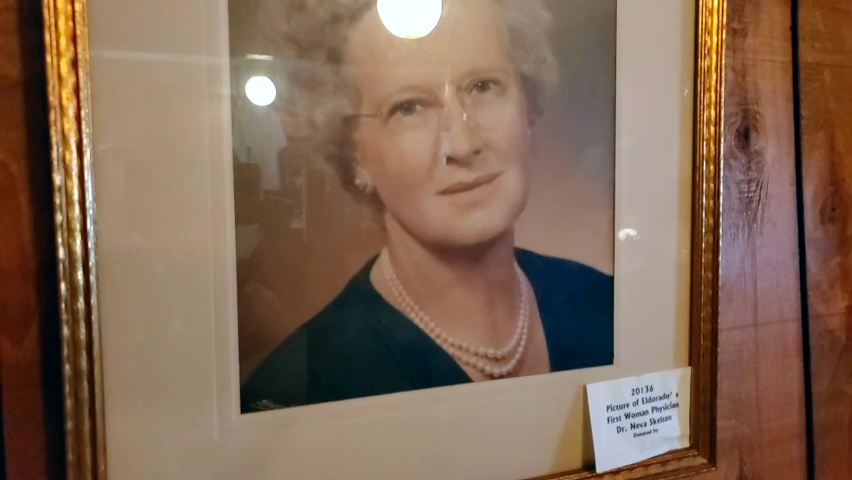 20136
Picture of Eldorado's
First Woman Physician
Dr. Neva Skelton
Donated by